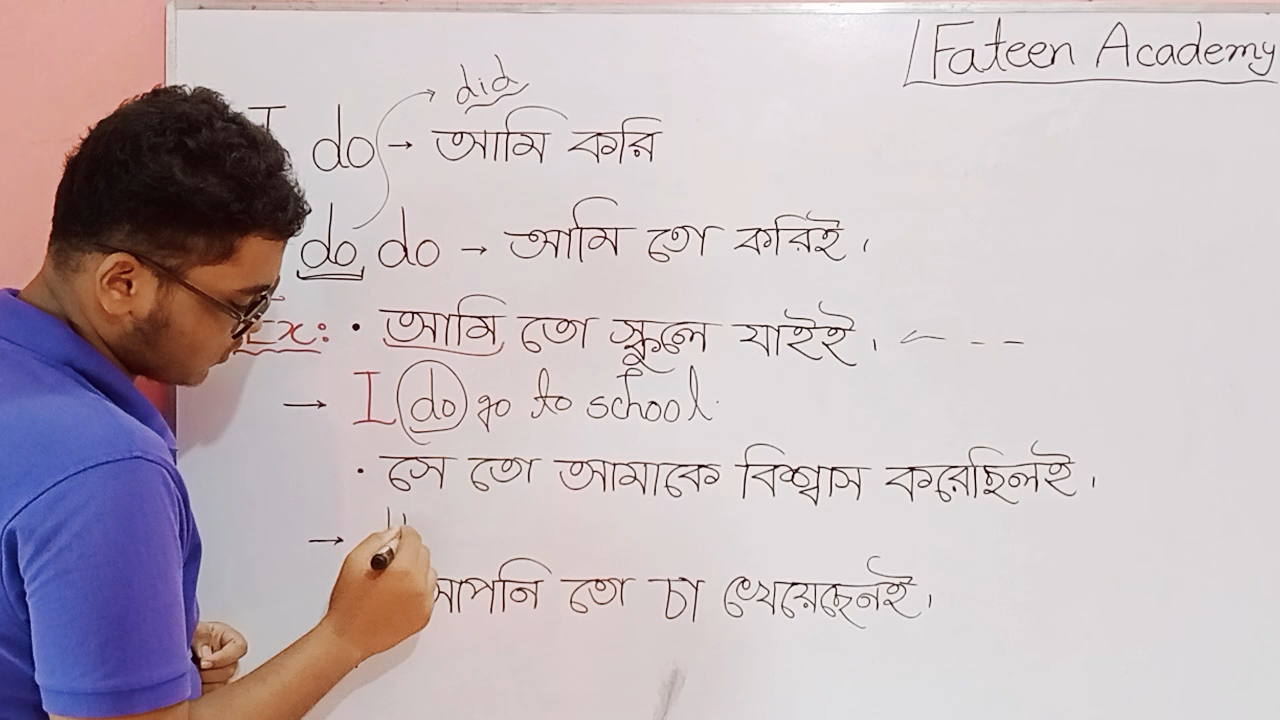 Fateen Academy
did
I do → আমি করি
do do → আমি তো করিই।
Ex: • আমি তো স্কুলে যাইই।
→ I do go to school.
• সে তো আমাকে বিশ্বাস করেছিলই।
→
তো চা খেয়েছেনই।